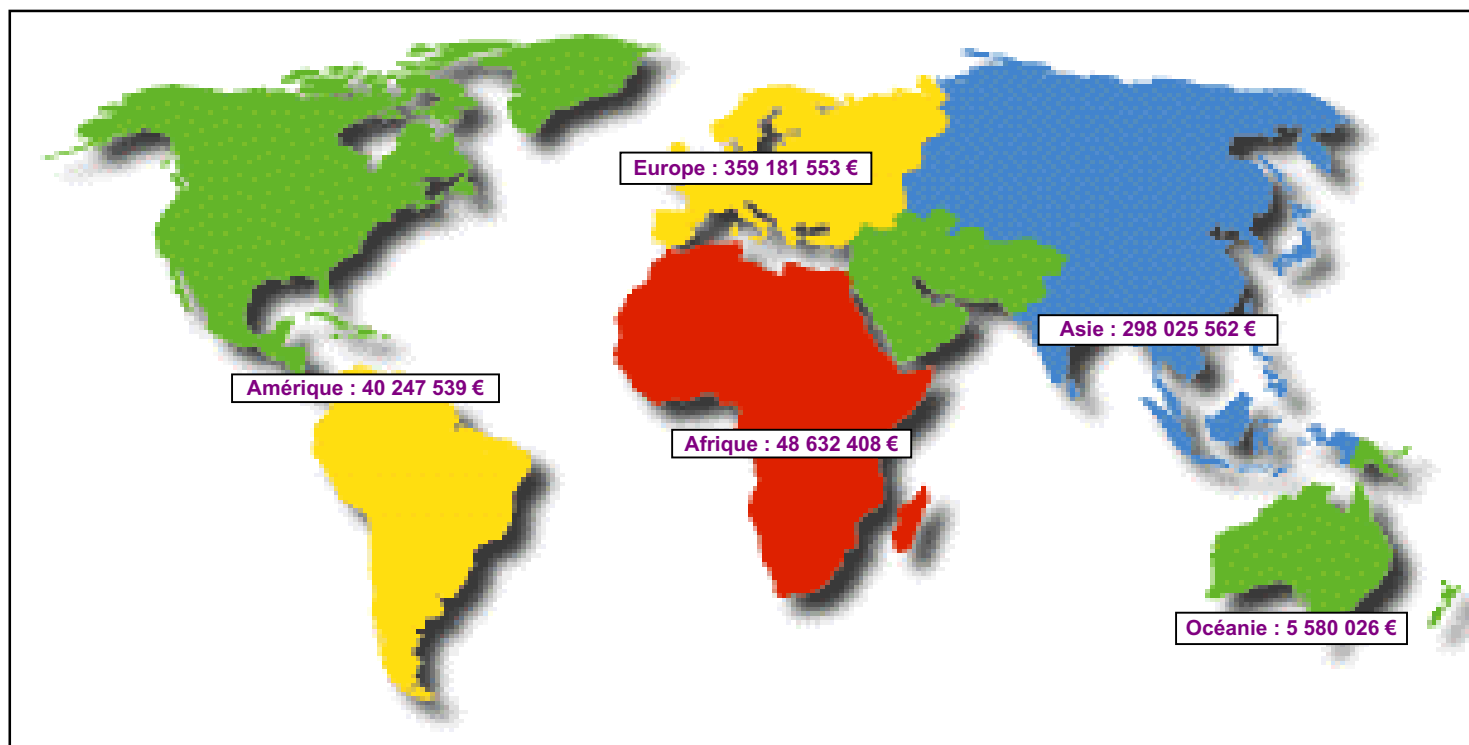 Europe : 359 181 553 €
Asie : 298 025 562 €
Amérique : 40 247 539 €
Afrique : 48 632 408 €
Océanie : 5 580 026 €